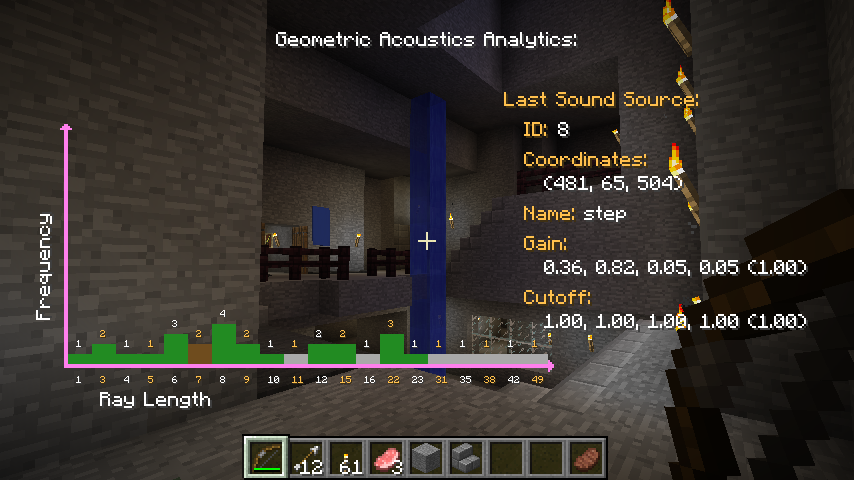 Geometric Acoustics Analytics:
Last Sound Source:
ID: 8
Coordinates:
(481, 65, 504)
Name: step
Gain:
0.36, 0.82, 0.05, 0.05 (1.00)
Cutoff:
1.00, 1.00, 1.00, 1.00 (1.00)
Frequency
1 2 1 1 3 2 4 2 1 1 2 2 1 3 1 1 1 1 1 1
1 3 4 5 6 7 8 9 10 11 12 15 16 22 23 31 35 38 42 49
Ray Length
+12 61 3